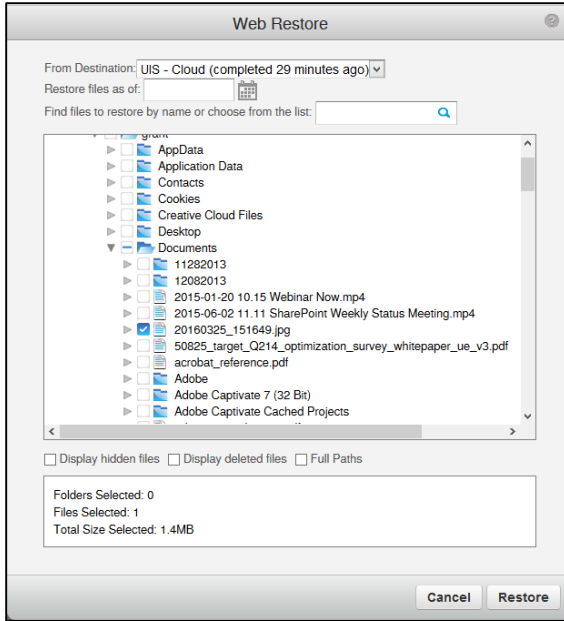 Web Restore
From Destination: UIS - Cloud (completed 29 minutes ago)
Restore files as of:
Find files to restore by name or choose from the list:
grant
AppData
Application Data
Contacts
Cookies
Creative Cloud Files
Desktop
Documents
11282013
12082013
2015-01-20 10.15 Webinar Now.mp4
2015-06-02 11.11 SharePoint Weekly Status Meeting.mp4
20160325_151649.jpg
50825_target_Q214_optimization_survey_whitepaper_ue_v3.pdf
acrobat_reference.pdf
Adobe
Adobe Captivate 7 (32 Bit)
Adobe Captivate Cached Projects
Display hidden files Display deleted files Full Paths
Folders Selected: 0
Files Selected: 1
Total Size Selected: 1.4MB
Cancel Restore